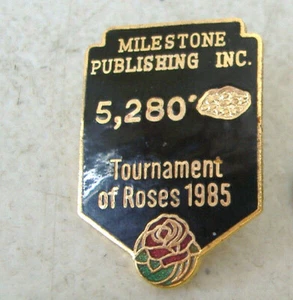 MILESTONE
PUBLISHING INC.
5,280'
Tournament
of Roses 1985